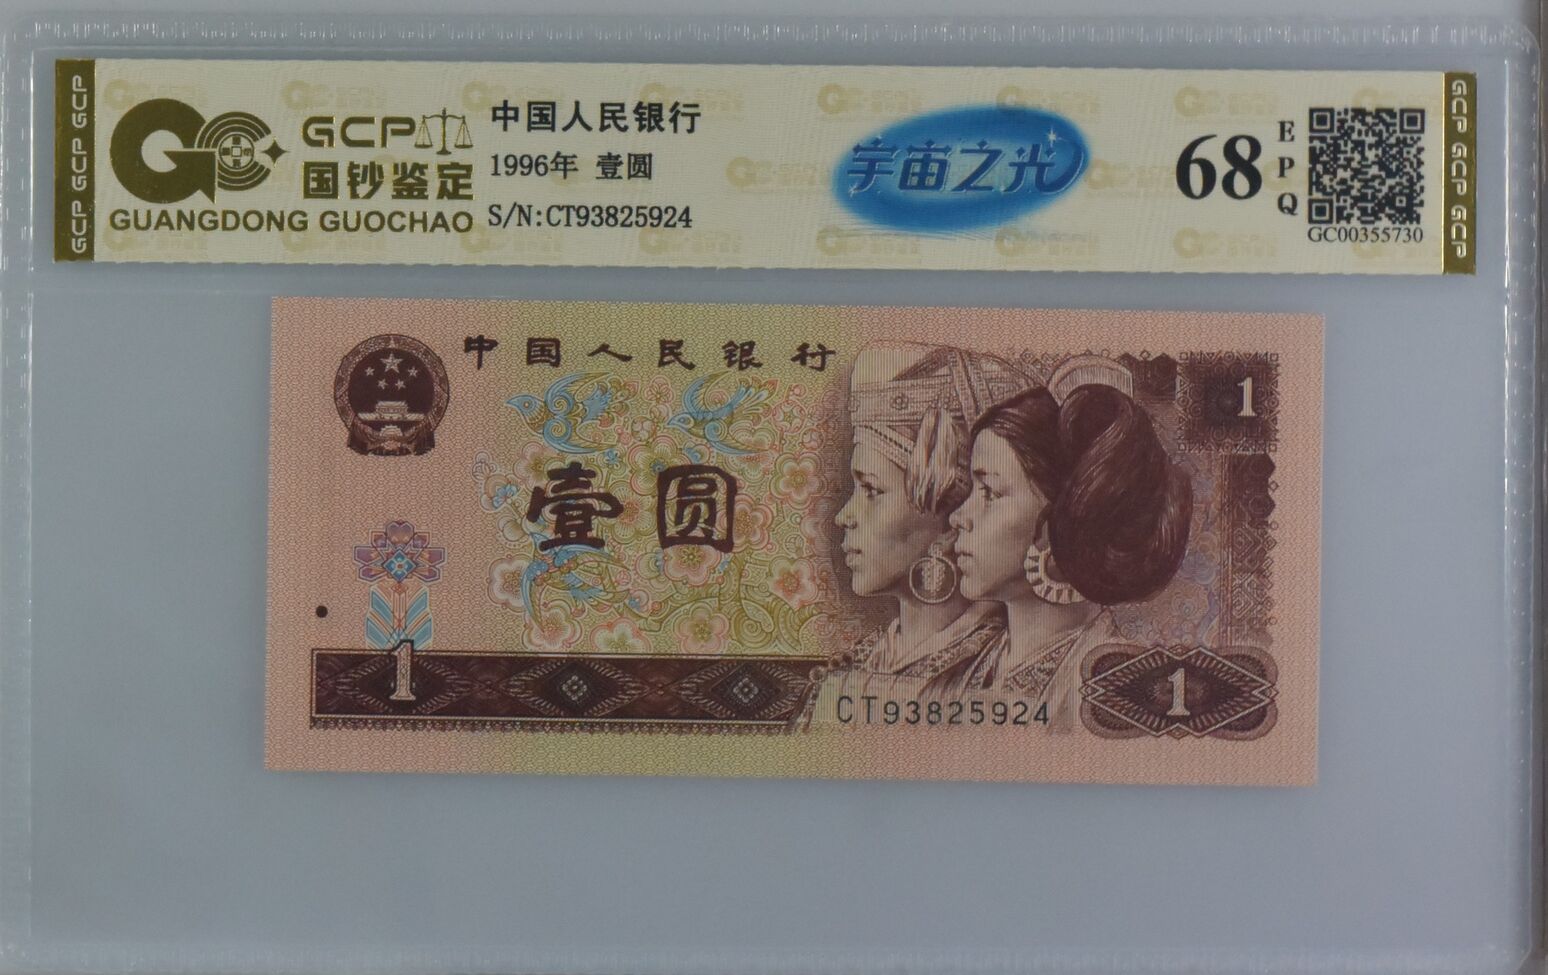 GCP GCP GCP
GC
GCP
国钞鉴定
GUANGDONG GUOCHAO
中国人民银行
1996年 壹圆
S/N:CT93825924
宇宙之光
68
EPQ
GC00355730
GCP GCP GCP
中国人民银行
1
壹圆
1
CT93825924
1